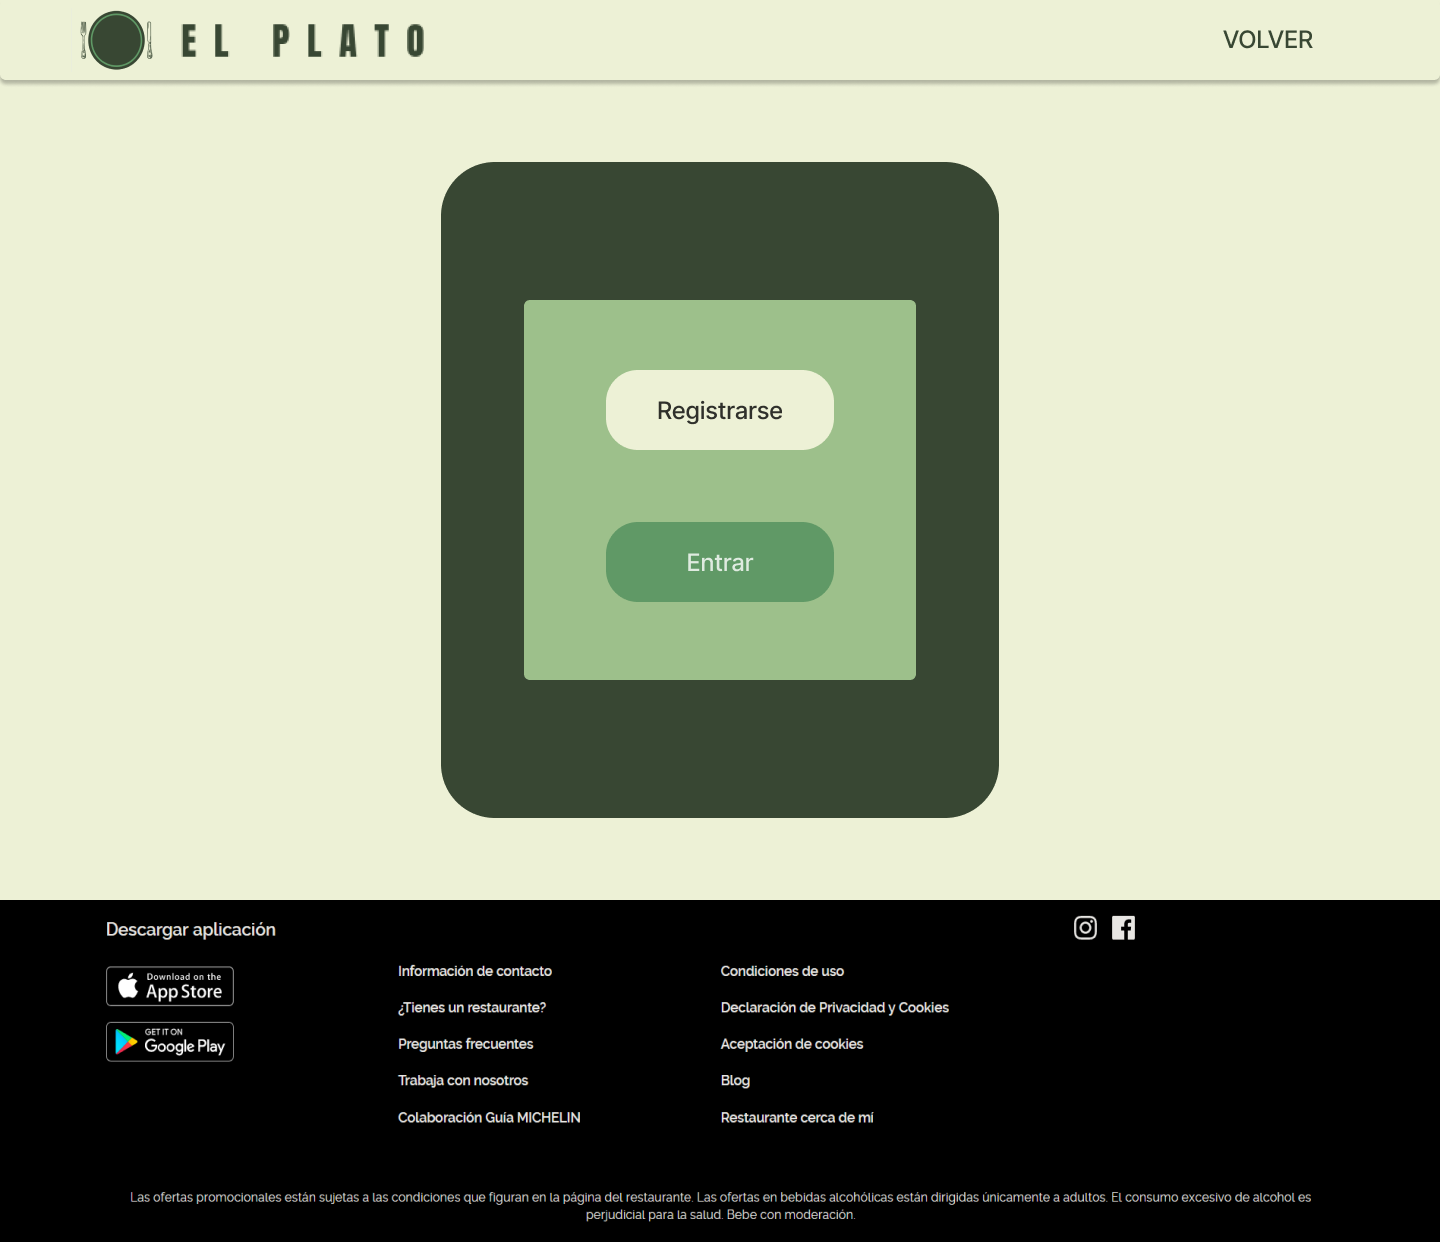 EL PLATO
VOLVER
Registrarse
Entrar
Descargar aplicación
Download on the
App Store
GET IT ON
Google Play
Información de contacto
¿Tienes un restaurante?
Preguntas frecuentes
Trabaja con nosotros
Colaboración Guía MICHELIN
Condiciones de uso
Declaración de Privacidad y Cookies
Aceptación de cookies
Blog
Restaurante cerca de mí
Las ofertas promocionales están sujetas a las condiciones que figuran en la página del restaurante. Las ofertas en bebidas alcohólicas están dirigidas únicamente a adultos. El consumo excesivo de alcohol es
perjudicial para la salud. Bebe con moderación.